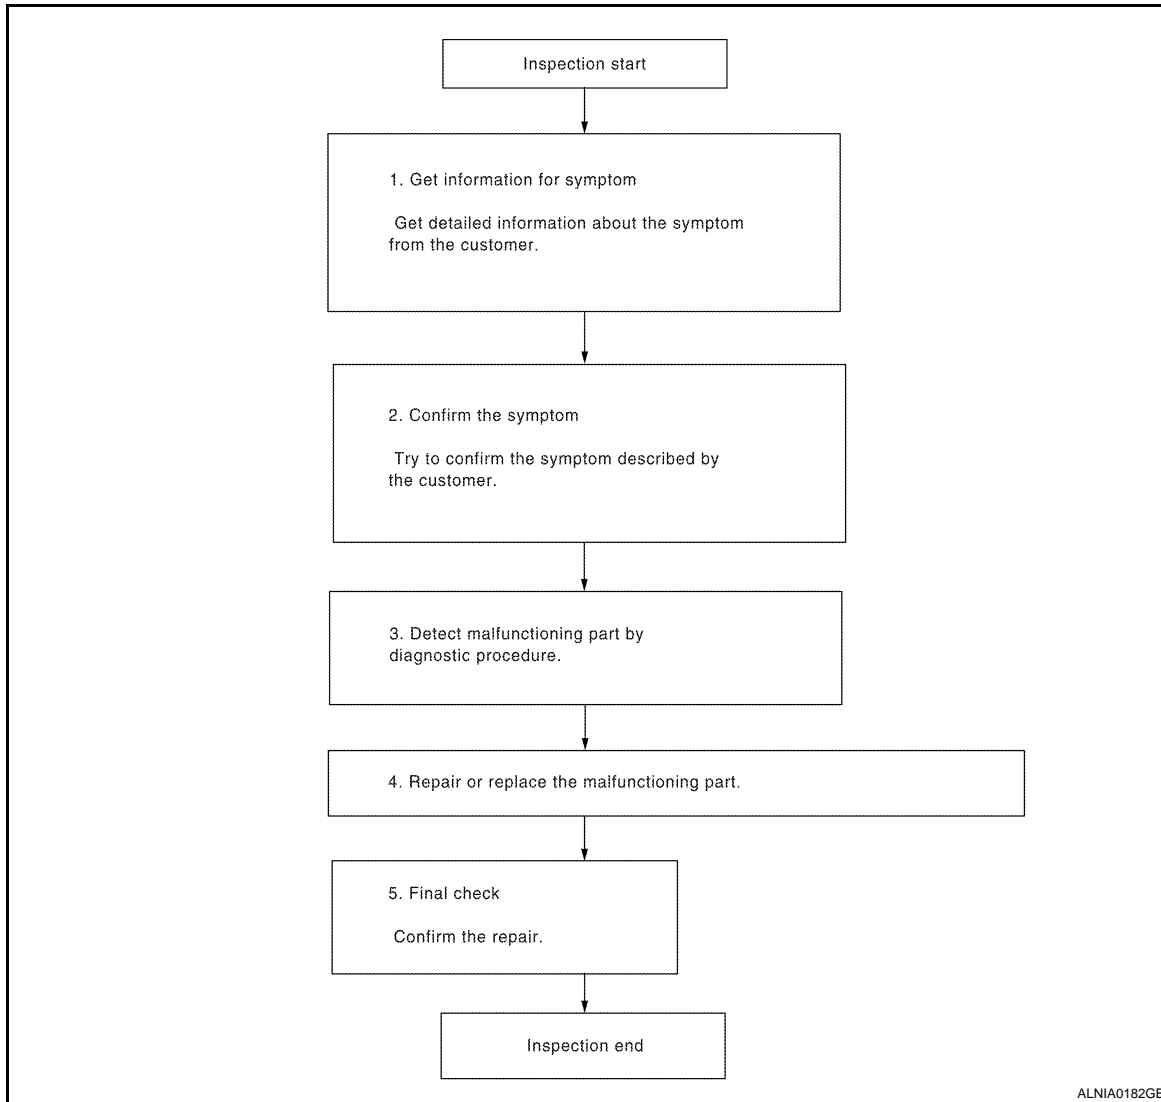 Inspection start
1. Get information for symptom
Get detailed information about the symptom
from the customer.
2. Confirm the symptom
Try to confirm the symptom described by
the customer.
3. Detect malfunctioning part by
diagnostic procedure.
4. Repair or replace the malfunctioning part.
5. Final check
Confirm the repair.
Inspection end
ALNIA0182GB